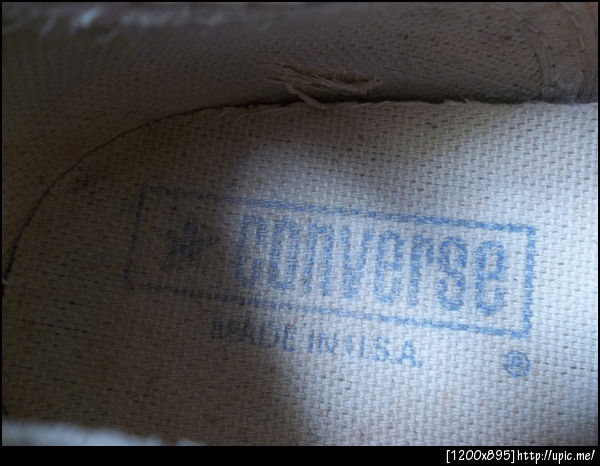 converse
MADE IN U.S.A.
®
[1200x895]http://upic.me/